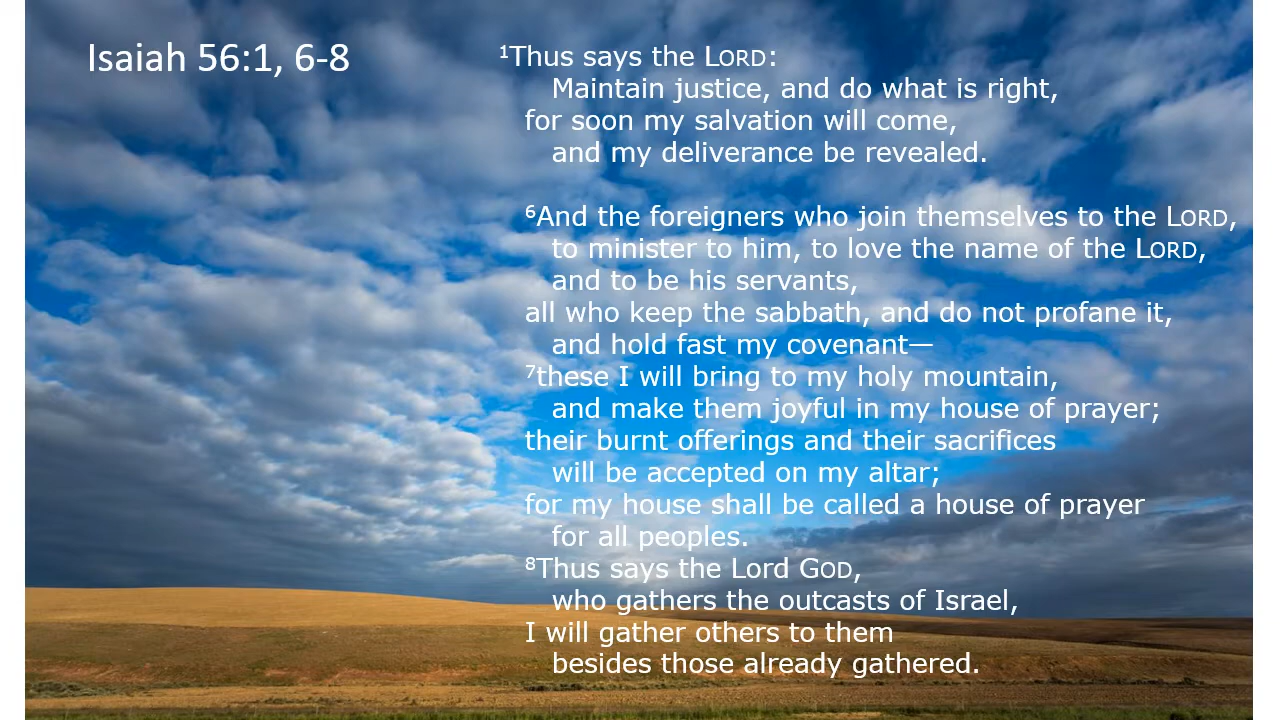 Isaiah 56:1, 6-8
¹Thus says the LORD:
Maintain justice, and do what is right,
for soon my salvation will come,
and my deliverance be revealed.
⁶And the foreigners who join themselves to the LORD,
to minister to him, to love the name of the LORD,
and to be his servants,
all who keep the sabbath, and do not profane it,
and hold fast my covenant—
⁷these I will bring to my holy mountain,
and make them joyful in my house of prayer;
their burnt offerings and their sacrifices
will be accepted on my altar;
for my house shall be called a house of prayer
for all peoples.
⁸Thus says the Lord GOD,
who gathers the outcasts of Israel,
I will gather others to them
besides those already gathered.